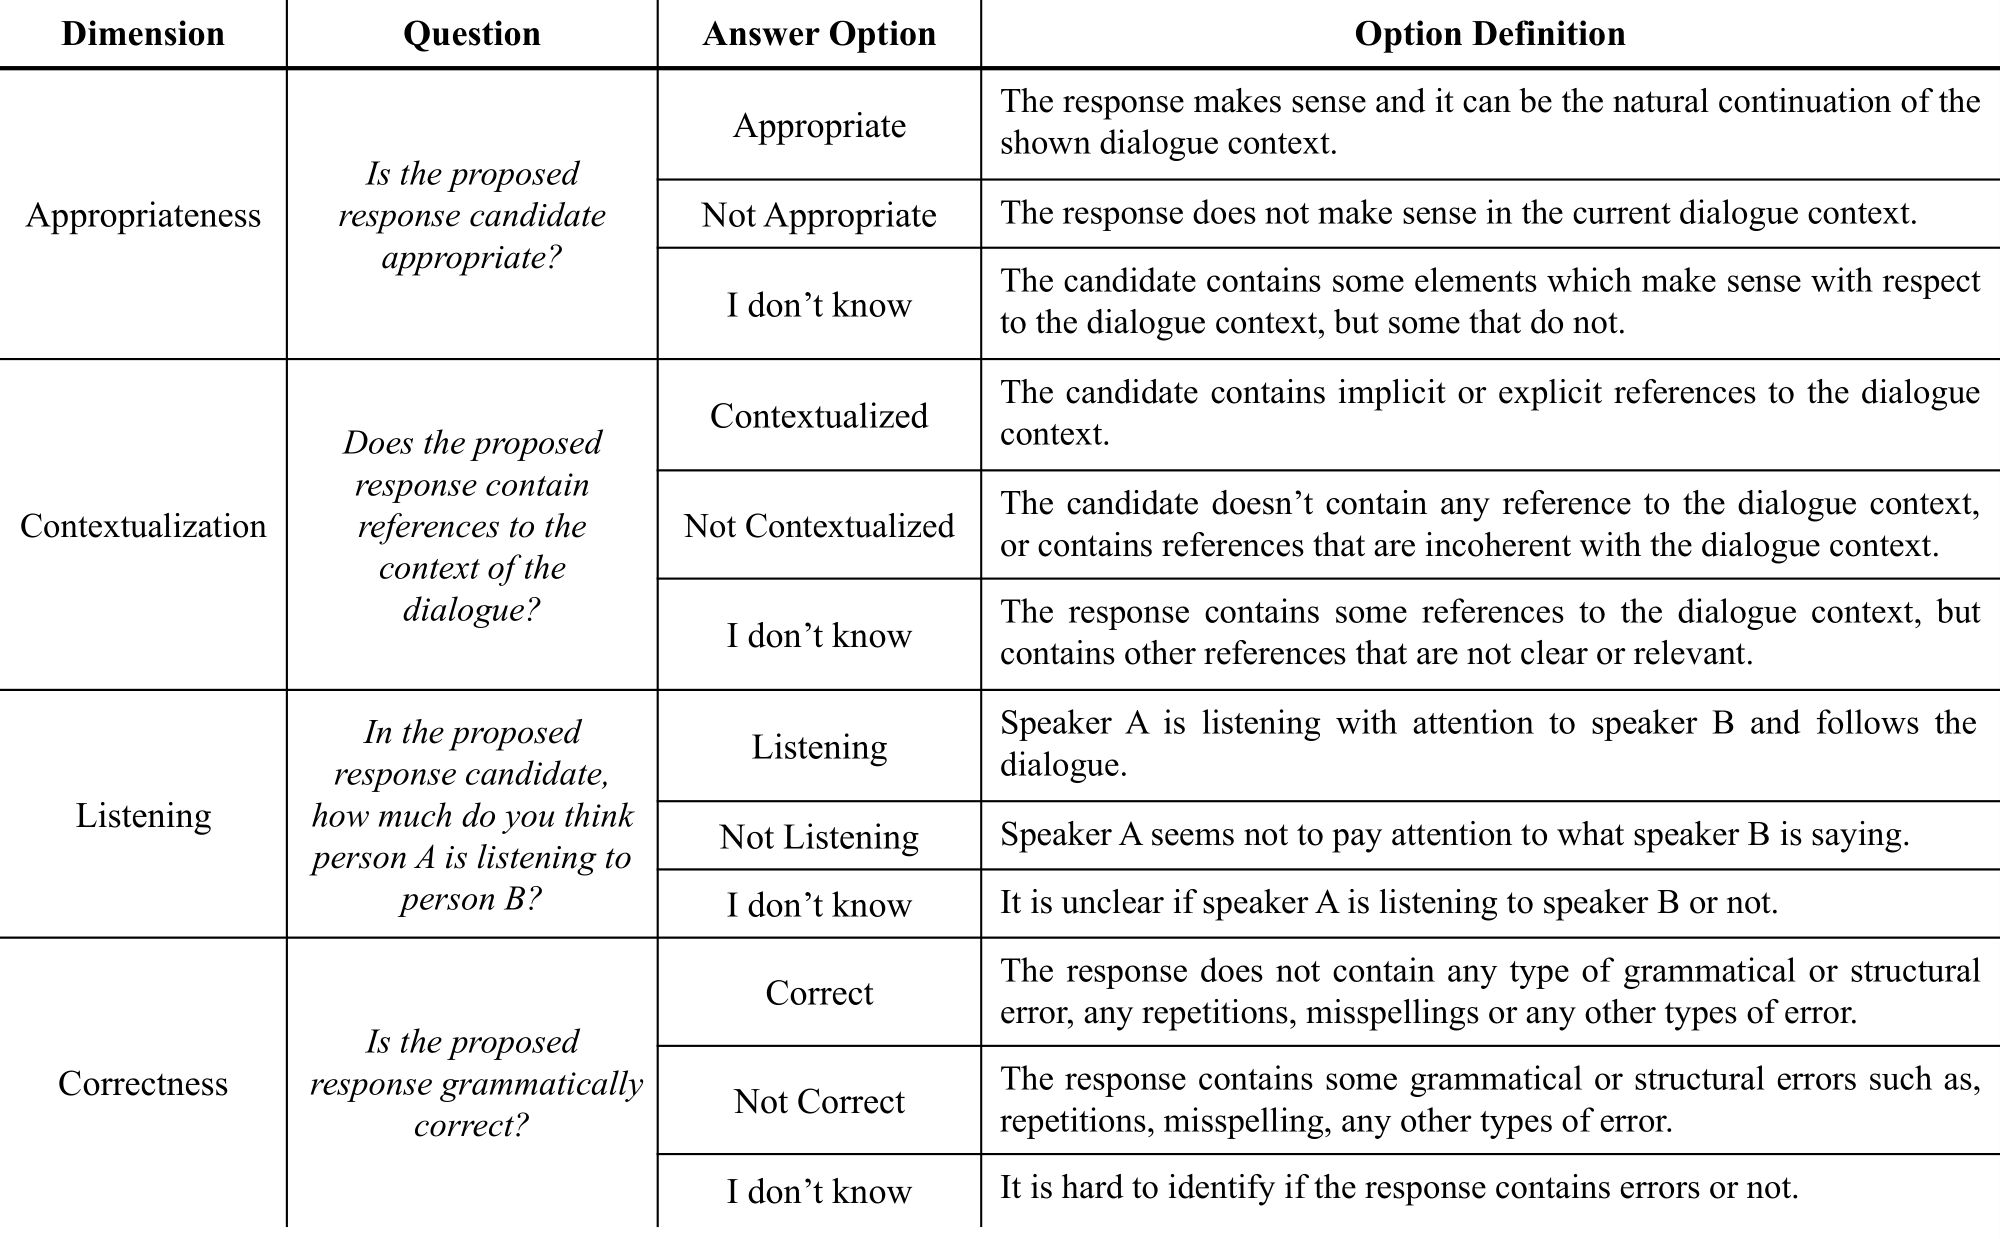 Dimension Question Answer Option Option Definition
Appropriateness
Is the proposed
response candidate
appropriate?
Appropriate
The response makes sense and it can be the natural continuation of the
shown dialogue context.
Not Appropriate
The response does not make sense in the current dialogue context.
I don’t know
The candidate contains some elements which make sense with respect
to the dialogue context, but some that do not.
Contextualization
Does the proposed
response contain
references to the
context of the
dialogue?
Contextualized
The candidate contains implicit or explicit references to the dialogue
context.
Not Contextualized
The candidate doesn’t contain any reference to the dialogue context,
or contains references that are incoherent with the dialogue context.
I don’t know
The response contains some references to the dialogue context, but
contains other references that are not clear or relevant.
Listening
In the proposed
response candidate,
how much do you think
person A is listening to
person B?
Listening
Speaker A is listening with attention to speaker B and follows the
dialogue.
Not Listening
Speaker A seems not to pay attention to what speaker B is saying.
I don’t know
It is unclear if speaker A is listening to speaker B or not.
Correctness
Is the proposed
response grammatically
correct?
Correct
The response does not contain any type of grammatical or structural
error, any repetitions, misspellings or any other types of error.
Not Correct
The response contains some grammatical or structural errors such as,
repetitions, misspelling, any other types of error.
I don’t know
It is hard to identify if the response contains errors or not.